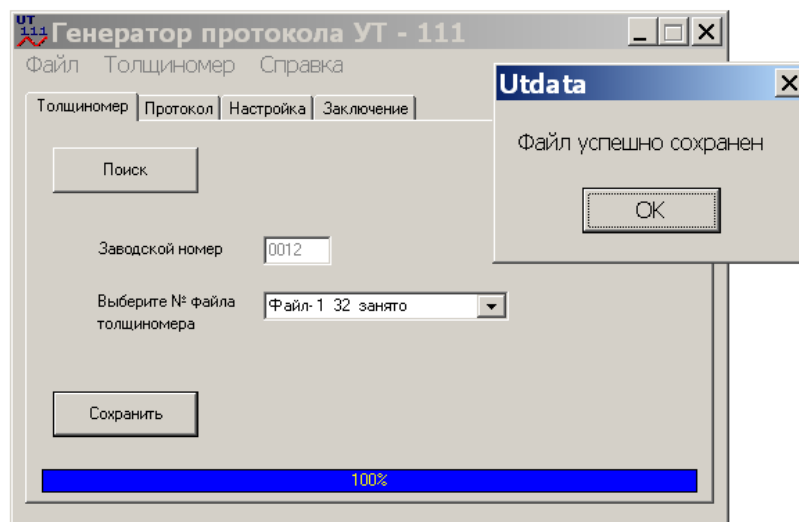 UT
111
Генератор протокола УТ - 111
Файл Толщиномер Справка
Толщиномер Протокол Настройка Заключение
Поиск
Заводской номер 0012
Выберите № файла
толщиномера
Файл-1 32 занято
Сохранить
100%
Utdata
Файл успешно сохранен
OK